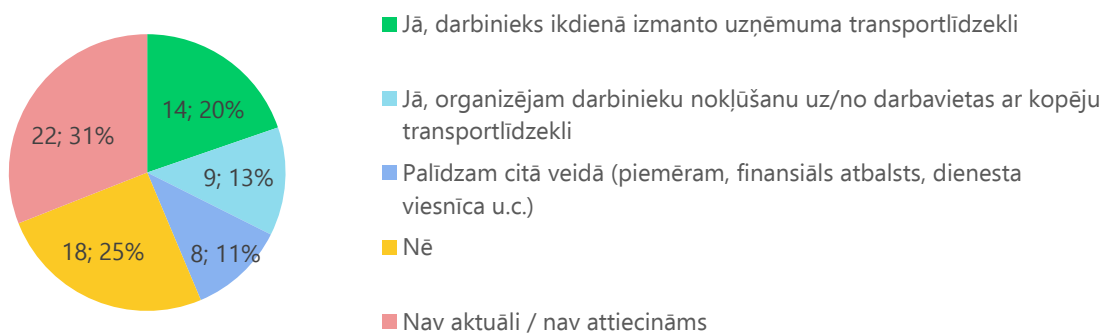 14; 20%
9; 13%
8; 11%
18; 25%
22; 31%
Jā, darbinieks ikdienā izmanto uzņēmuma transportlīdzekli
Jā, organizējam darbinieku nokļūšanu uz/no darbavietas ar kopēju
transportlīdzekli
Palīdzam citā veidā (piemēram, finansiāls atbalsts, dienesta
viesnīca u.c.)
Nē
Nav aktuāli / nav attiecināms